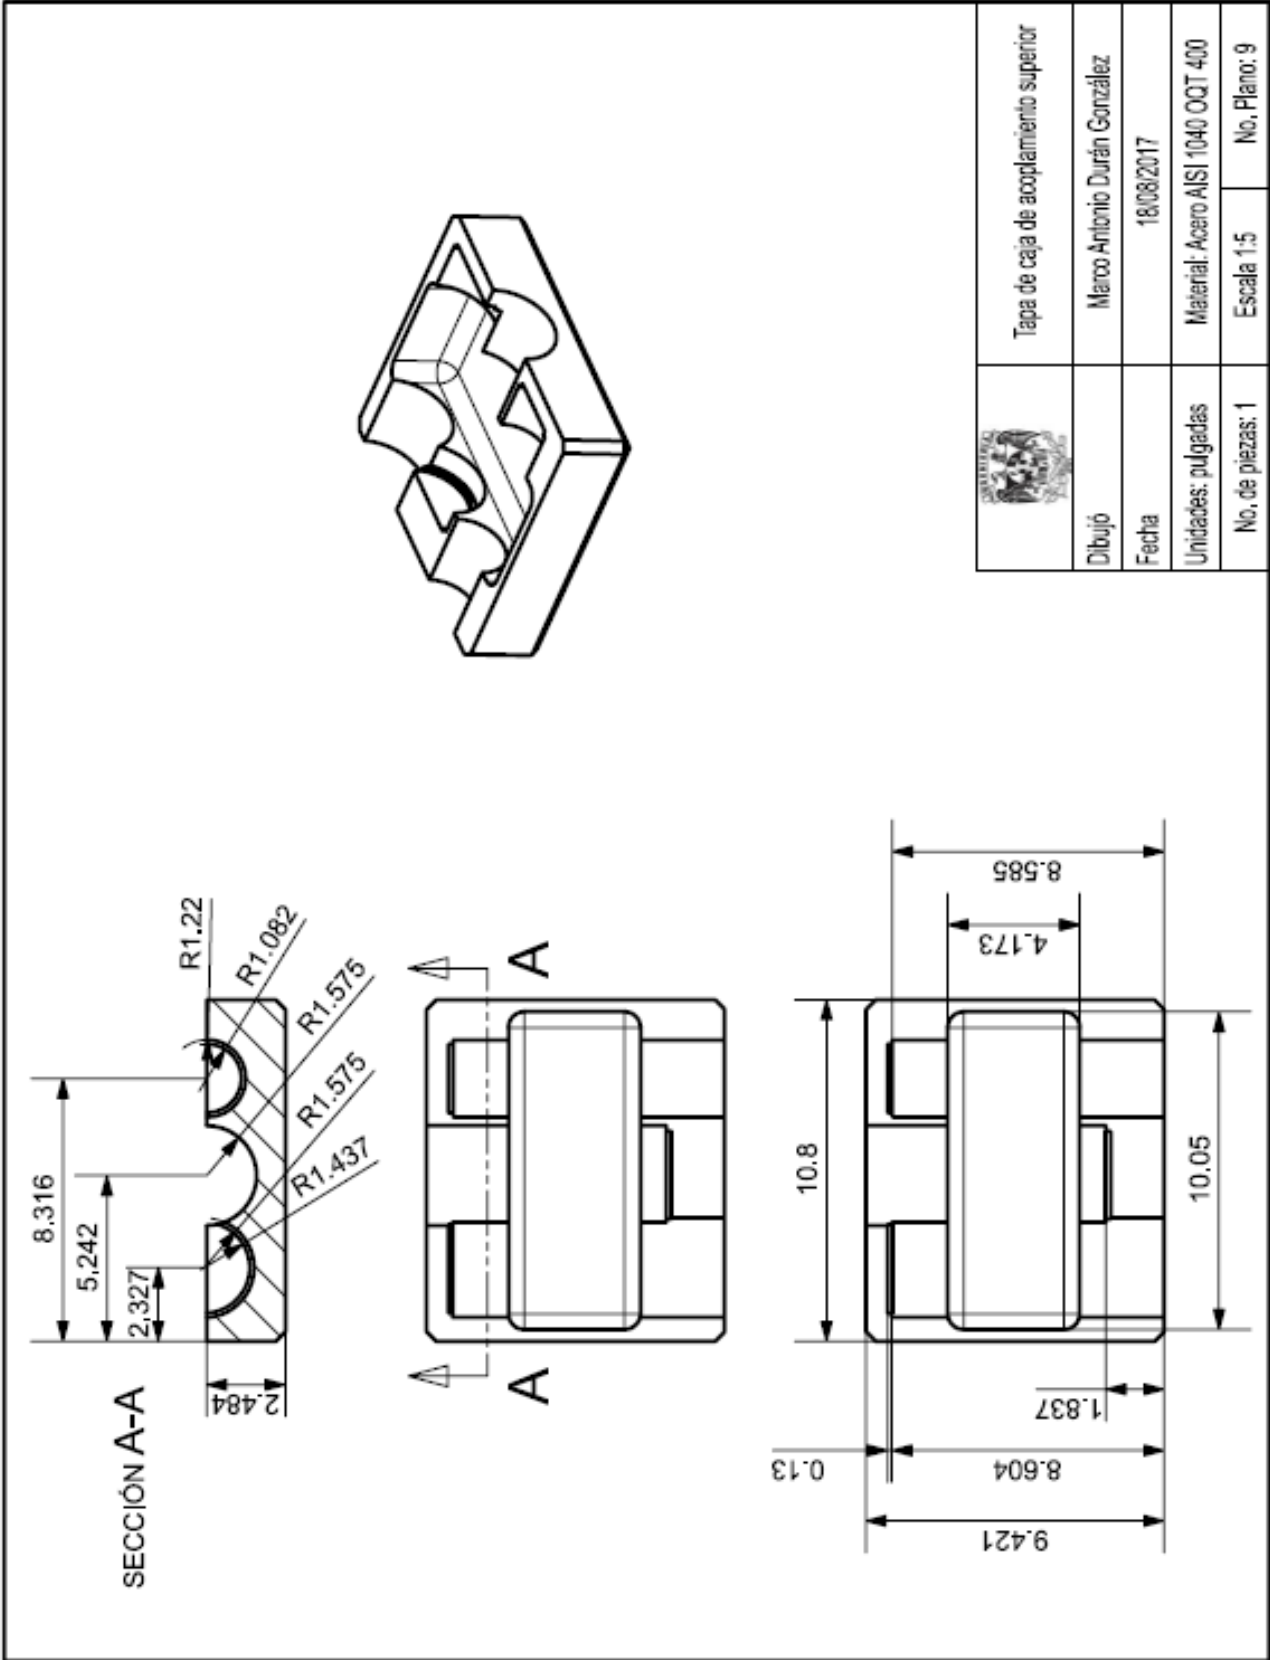 SECCIÓN A-A
8.316
5,242
2,327
2.484
R1.22
R1.082
R1.575
R1.575
R1.437
A
A
10.8
10.05
8.585
4.173
1.837
0.13
8.604
9.421
Tapa de caja de acoplamiento superior
Dibujó Marco Antonio Durán González
Fecha 18/08/2017
Unidades: pulgadas Material: Acero AISI 1040 OQT 400
No. de piezas: 1 Escala 1:5 No. Plano: 9